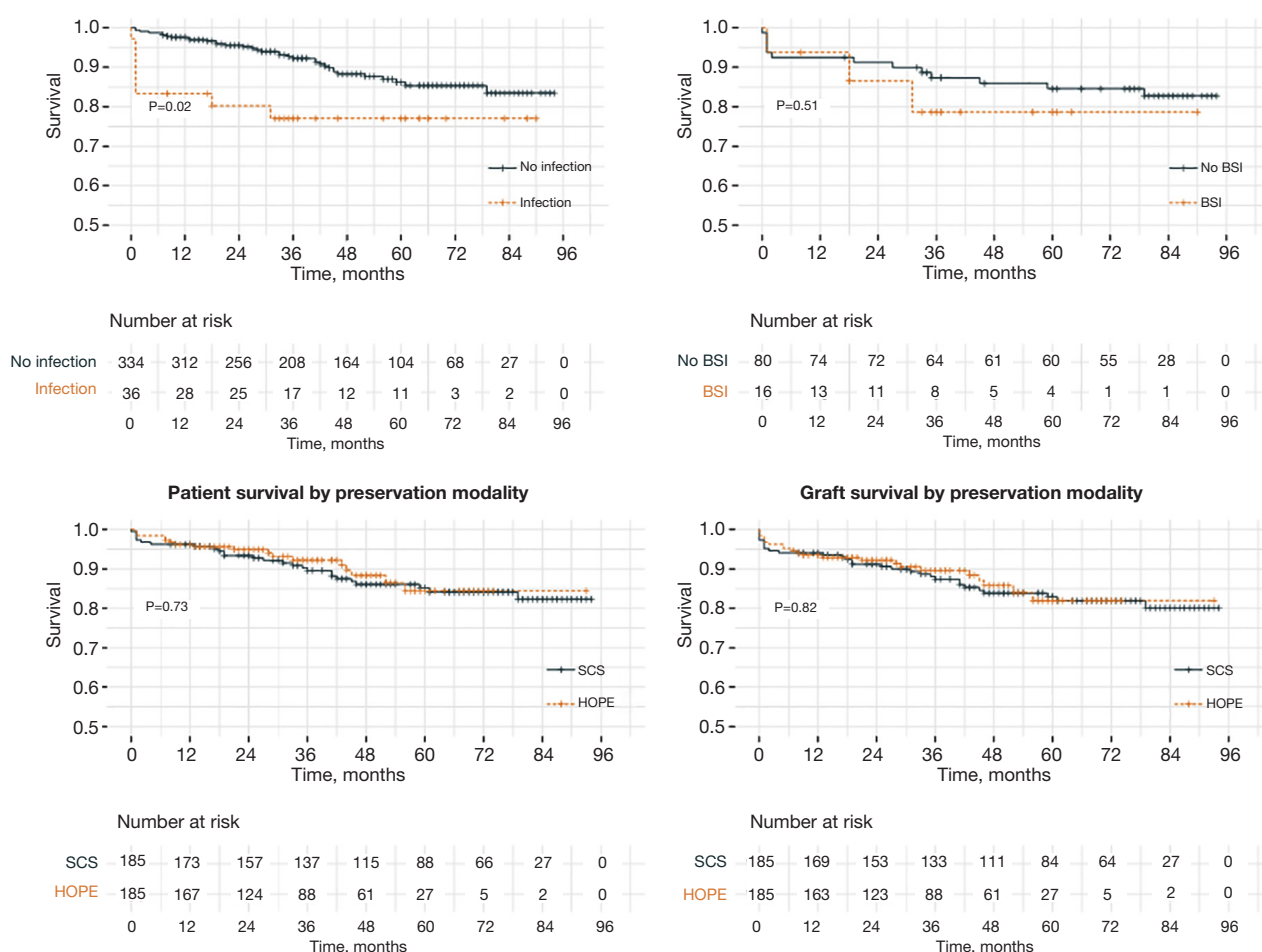 1.0
0.9
0.8
0.7
0.6
0.5
Survival
P=0.02
No infection
Infection
0 12 24 36 48 60 72 84 96
Time, months
Number at risk
No infection 334 312 256 208 164 104 68 27 0
Infection 36 28 25 17 12 11 3 2 0
0 12 24 36 48 60 72 84 96
Time, months
1.0
0.9
0.8
0.7
0.6
0.5
Survival
P=0.51
No BSI
BSI
0 12 24 36 48 60 72 84 96
Time, months
Number at risk
No BSI 80 74 72 64 61 60 55 28 0
BSI 16 13 11 8 5 4 1 1 0
0 12 24 36 48 60 72 84 96
Time, months
Patient survival by preservation modality
1.0
0.9
0.8
0.7
0.6
0.5
Survival
P=0.73
SCS
HOPE
0 12 24 36 48 60 72 84 96
Time, months
Number at risk
SCS 185 173 157 137 115 88 66 27 0
HOPE 185 167 124 88 61 27 5 2 0
0 12 24 36 48 60 72 84 96
Time, months
Graft survival by preservation modality
1.0
0.9
0.8
0.7
0.6
0.5
Survival
P=0.82
SCS
HOPE
0 12 24 36 48 60 72 84 96
Time, months
Number at risk
SCS 185 169 153 133 111 84 64 27 0
HOPE 185 163 123 88 61 27 5 2 0
0 12 24 36 48 60 72 84 96
Time, months